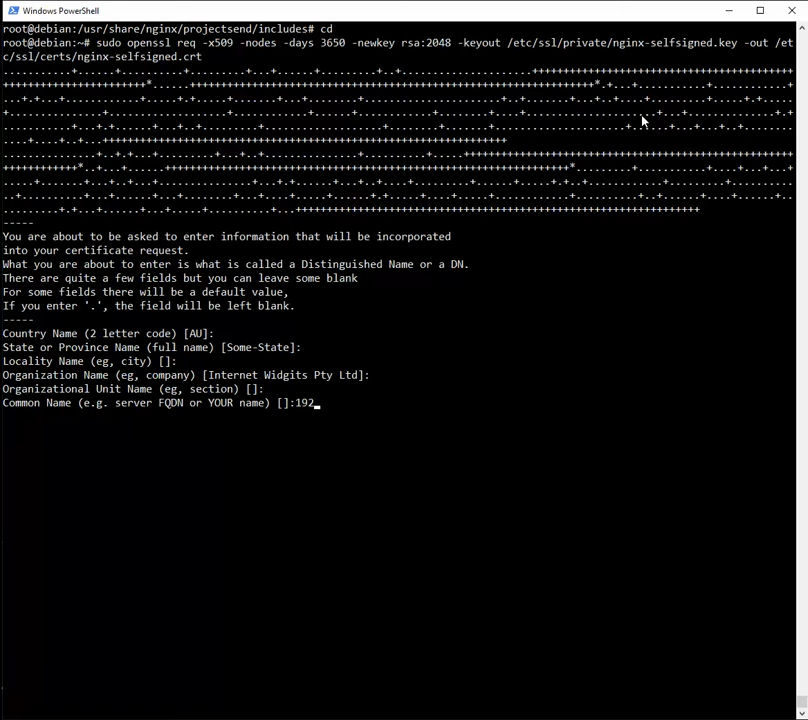 Windows PowerShell
root@debian:/usr/share/nginx/projectsend/includes# cd
root@debian:~# sudo openssl req -x509 -nodes -days 3650 -newkey rsa:2048 -keyout /etc/ssl/private/nginx-selfsigned.key -out /et
c/ssl/certs/nginx-selfsigned.crt
-----
You are about to be asked to enter information that will be incorporated
into your certificate request.
What you are about to enter is what is called a Distinguished Name or a DN.
There are quite a few fields but you can leave some blank
For some fields there will be a default value,
If you enter '.', the field will be left blank.
-----
Country Name (2 letter code) [AU]:
State or Province Name (full name) [Some-State]:
Locality Name (eg, city) []:
Organization Name (eg, company) [Internet Widgits Pty Ltd]:
Organizational Unit Name (eg, section) []:
Common Name (e.g. server FQDN or YOUR name) []:192